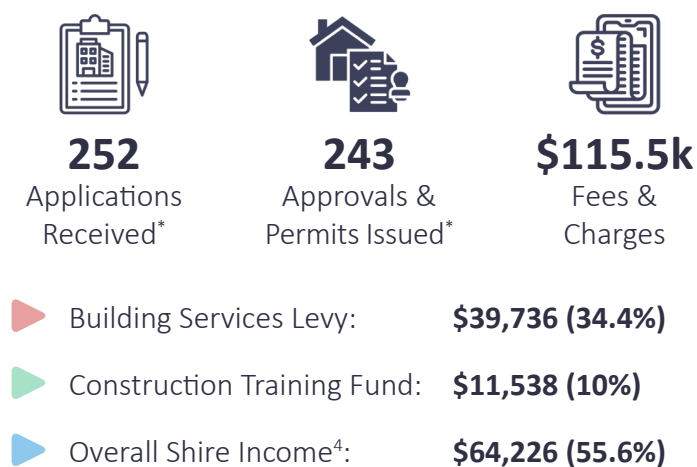 252
Applications
Received*
243
Approvals &
Permits Issued*
$115.5k
Fees &
Charges
Building Services Levy: $39,736 (34.4%)
Construction Training Fund: $11,538 (10%)
Overall Shire Income⁴: $64,226 (55.6%)